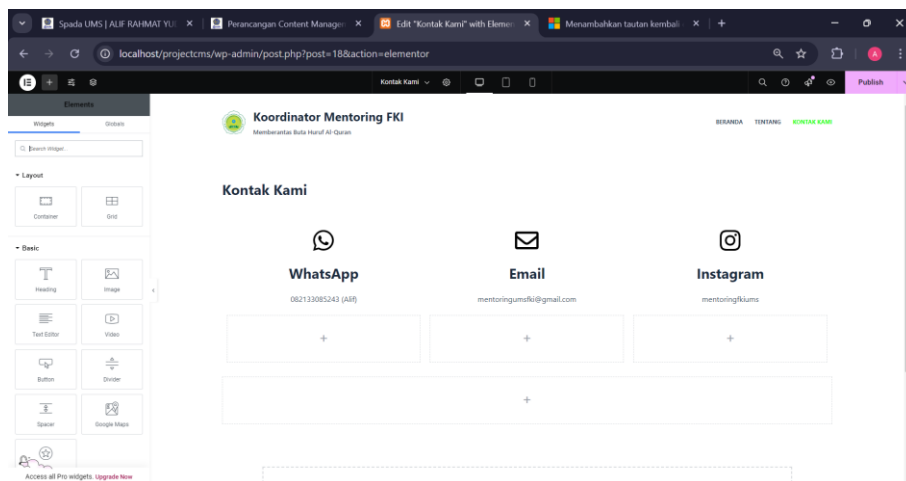 Spada UMS | ALIF RAHMAT YU
Perancangan Content Manage
Edit "Kontak Kami" with Elemen
Menambahkan tautan kembali
localhost/projectcms/wp-admin/post.php?post=18&action=elementor
A
Kontak Kami
Publish
Elements
Widgets
Globals
Search Widget...
Layout
Container
Grid
Basic
Heading
Image
Text Editor
Video
Button
Divider
Spacer
Google Maps
Access all Pro widgets. Upgrade Now
Koordinator Mentoring FKI
Memberantas Buta Huruf Al-Quran
BERANDA TENTANG KONTAK KAMI
Kontak Kami
WhatsApp Email Instagram
082133085243 (Alif) mentoringumsfki@gmail.com mentoringfkiums